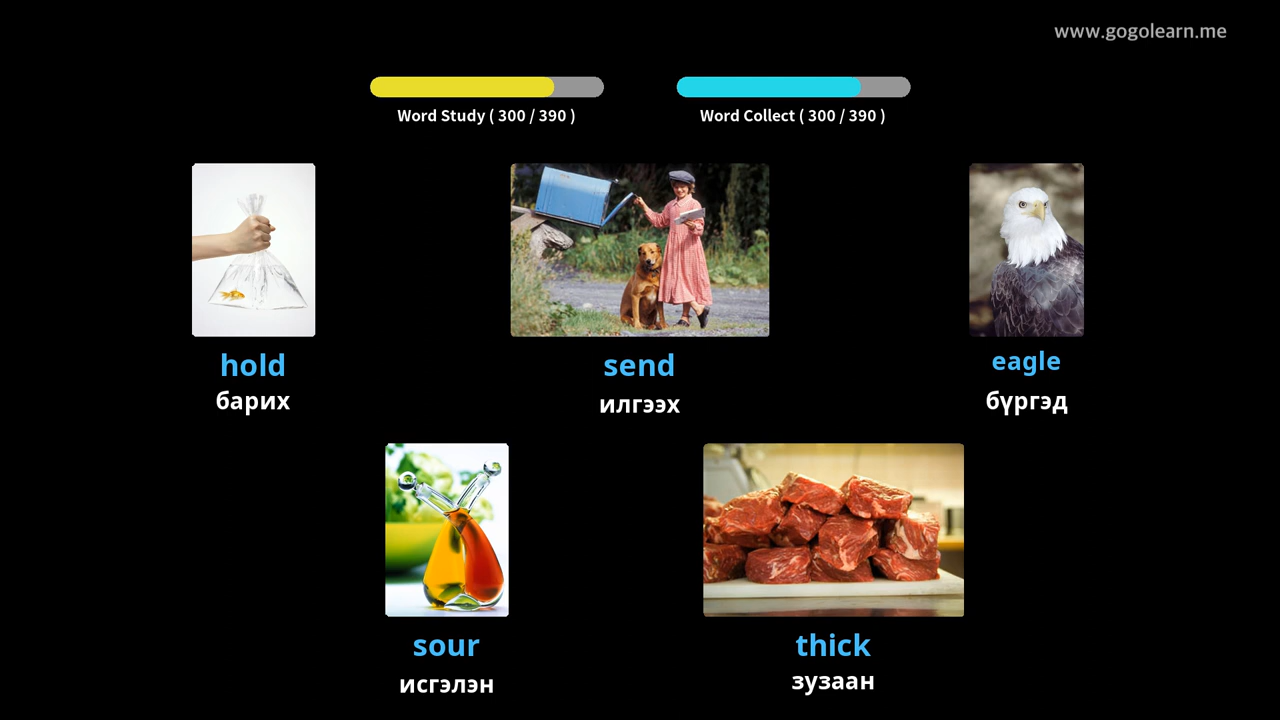 www.gogolearn.me
Word Study ( 300 / 390 )
Word Collect ( 300 / 390 )
hold
барих
send
илгээх
eagle
бүргэд
sour
исгэлэн
thick
зузаан